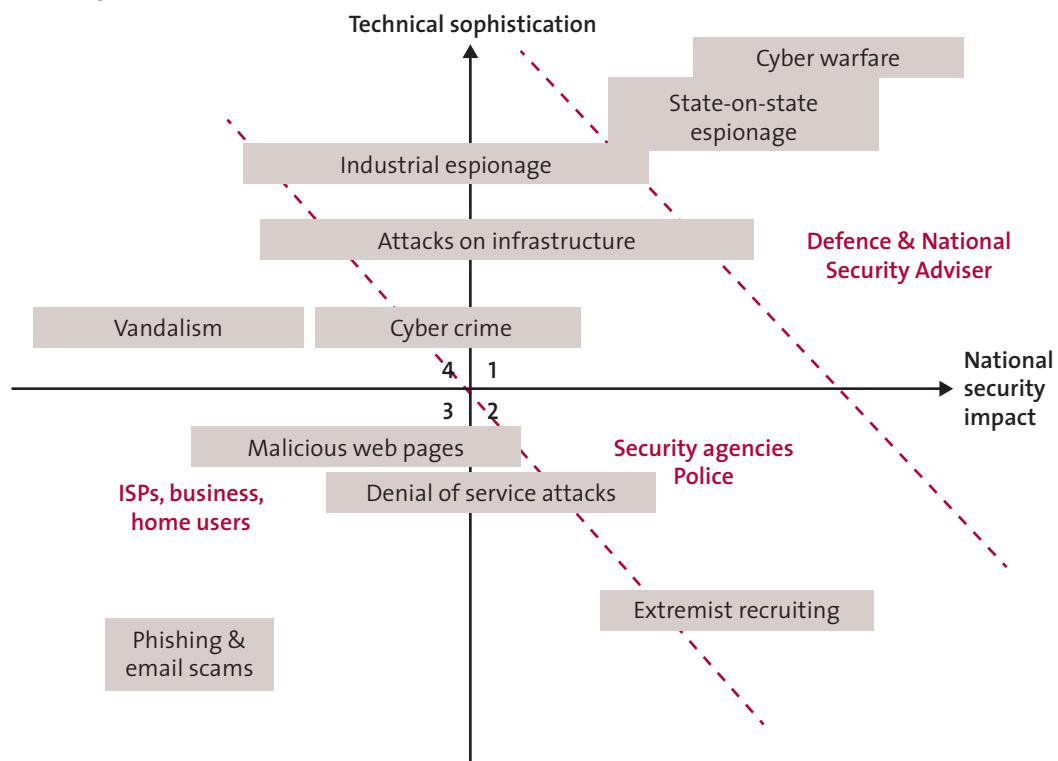 Technical sophistication
Cyber warfare
State-on-state
espionage
Industrial espionage
Attacks on infrastructure
Defence & National
Security Adviser
Vandalism
Cyber crime
National
security
impact
4 1
3 2
Malicious web pages
Security agencies
Police
ISPs, business,
home users
Denial of service attacks
Extremist recruiting
Phishing &
email scams